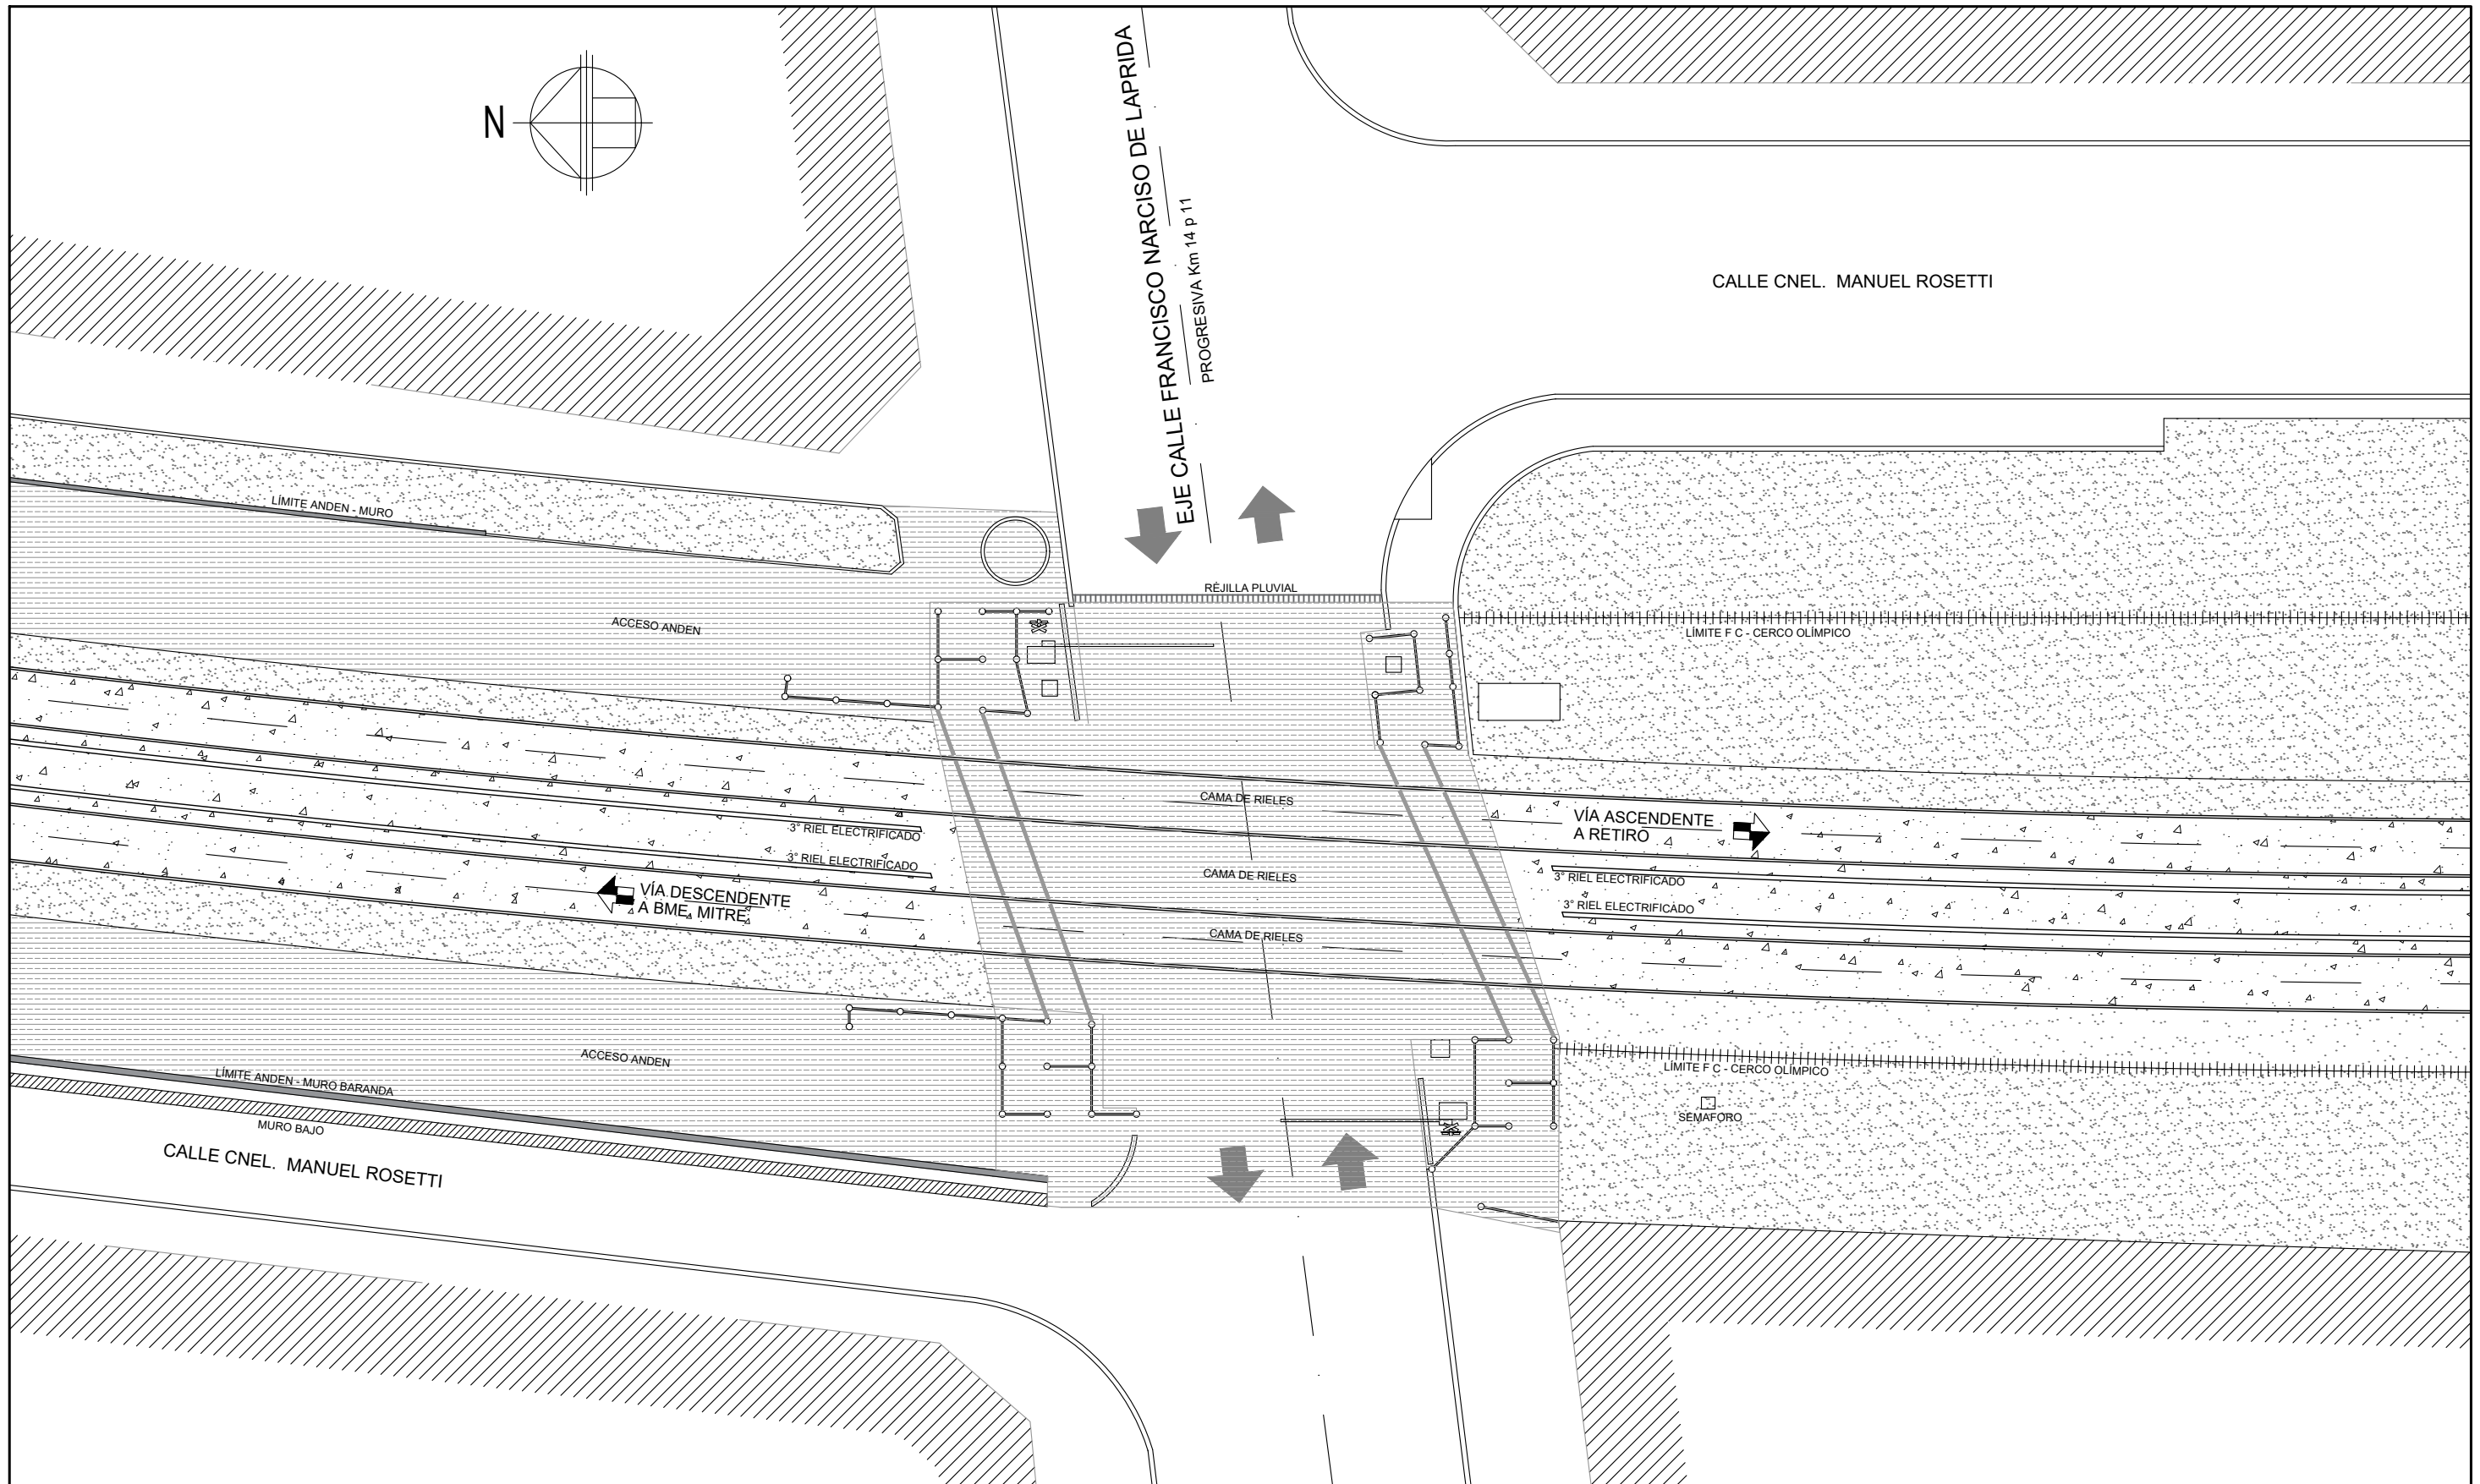 N
EJE CALLE FRANCISCO NARCISO DE LAPRIDA
PROGRESIVA Km 14 p 11
CALLE CNEL. MANUEL ROSETTI
LÍMITE ANDEN - MURO
REJILLA PLUVIAL
ACCESO ANDEN
LÍMITE F C - CERCO OLÍMPICO
CAMA DE RIELES
VÍA ASCENDENTE
A RETIRO
3° RIEL ELECTRIFICADO
3° RIEL ELECTRIFICADO
CAMA DE RIELES
3° RIEL ELECTRIFICADO
VÍA DESCENDENTE
A BME. MITRE
3° RIEL ELECTRIFICADO
CAMA DE RIELES
ACCESO ANDEN
LÍMITE F C - CERCO OLÍMPICO
LÍMITE ANDEN - MURO BARANDA
SEMAFORO
MURO BAJO
CALLE CNEL. MANUEL ROSETTI